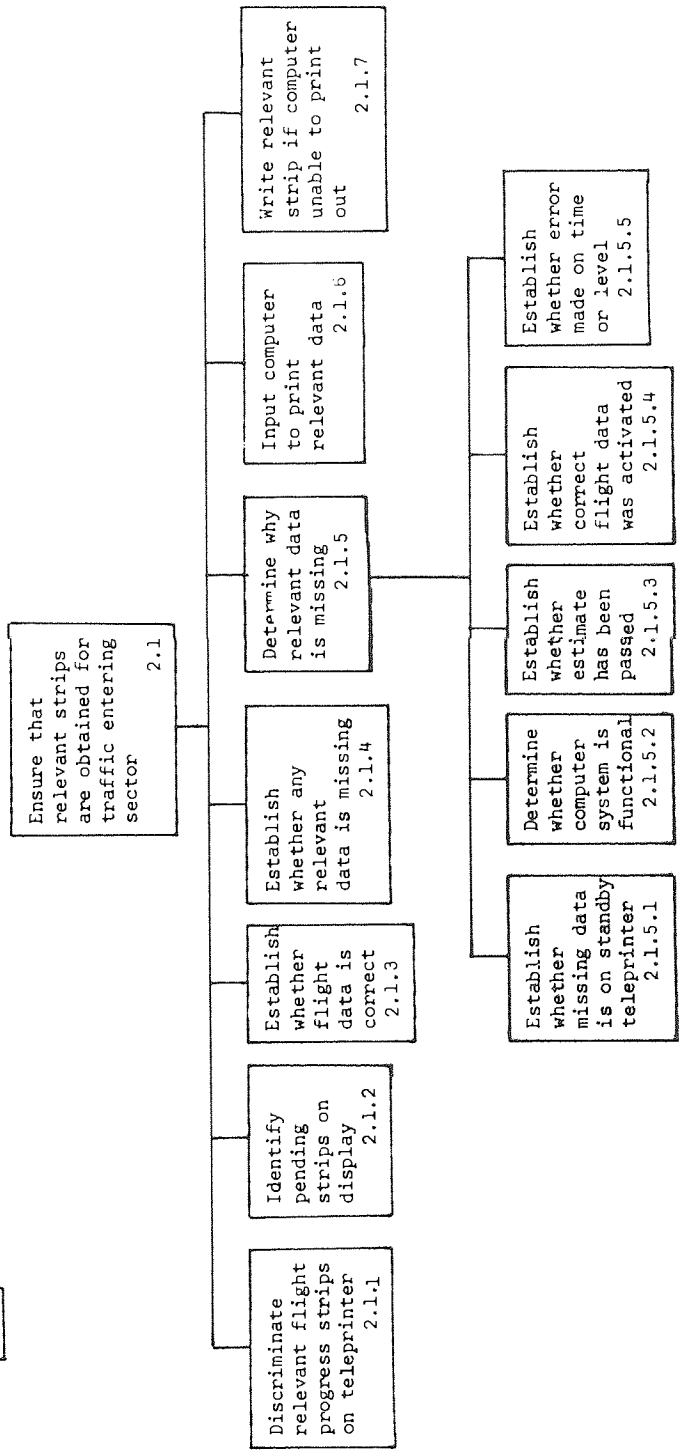 Ensure that
relevant strips
are obtained for
traffic entering
sector
2.1
Discriminate
relevant flight
progress strips
on teleprinter
2.1.1
Identify
pending
strips on
display
2.1.2
Establish
whether
flight
data is
correct
2.1.3
Establish
whether any
relevant
data is missing
2.1.4
Determine why
relevant data
is missing
2.1.5
Input computer
to print
relevant data
2.1.6
Write relevant
strip if computer
unable to print
out
2.1.7
Establish
whether
missing data
is on standby
teleprinter
2.1.5.1
Determine
whether
computer
system is
functional
2.1.5.2
Establish
whether
estimate
has been
passed
2.1.5.3
Establish
whether
correct
flight data
was activated
2.1.5.4
Establish
whether error
made on time
or level
2.1.5.5